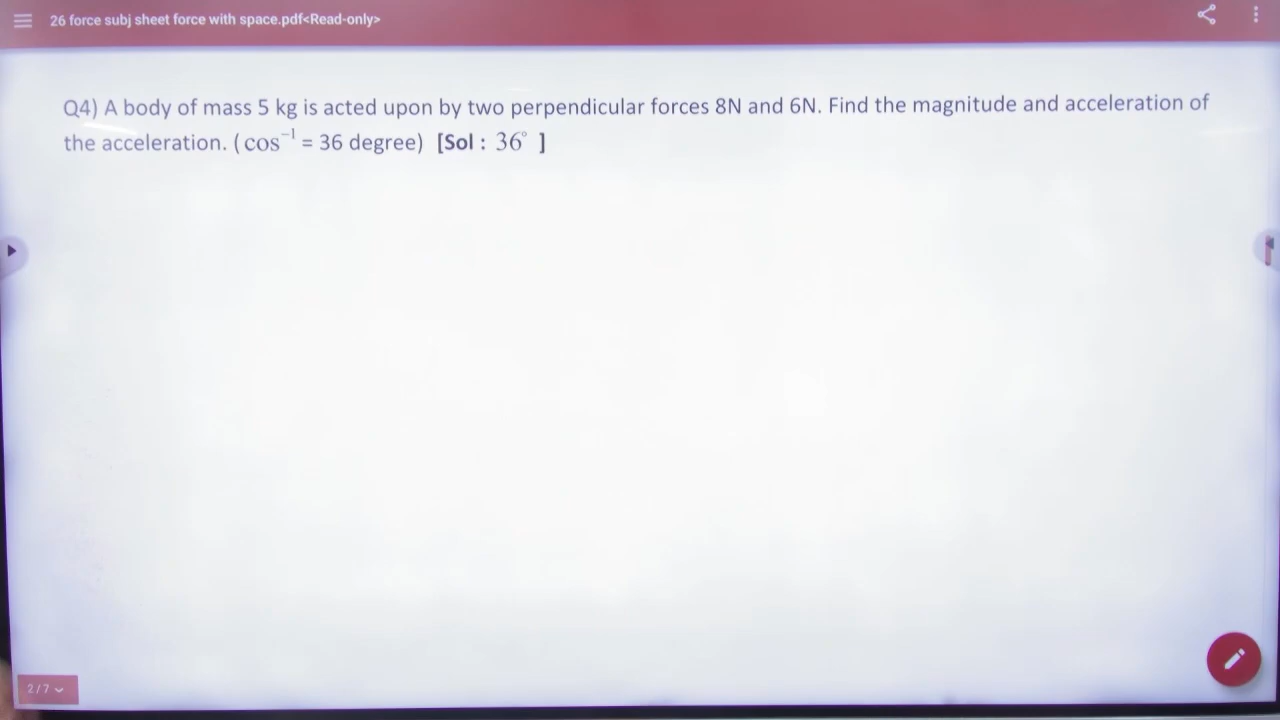 26 force subj sheet force with space.pdf<Read-only>
Q4) A body of mass 5 kg is acted upon by two perpendicular forces 8N and 6N. Find the magnitude and acceleration of
the acceleration. (cos⁻¹ = 36 degree) [Sol : 36° ]
2/7